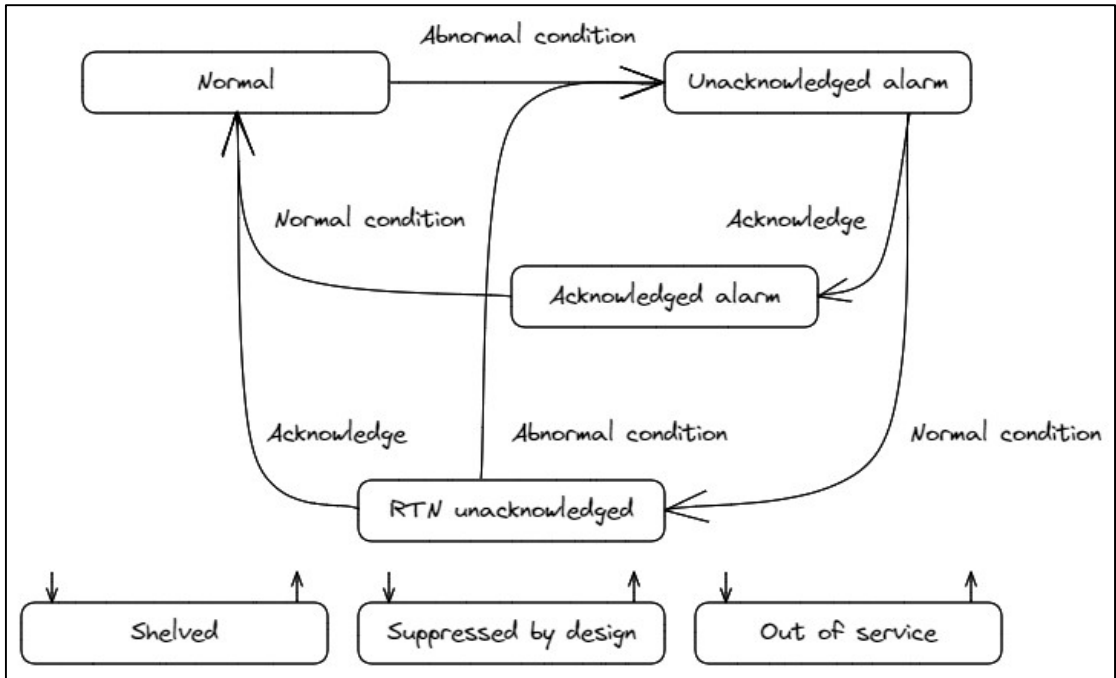 Abnormal condition
Normal
Unacknowledged alarm
Normal condition
Acknowledge
Acknowledged alarm
Acknowledge
Abnormal condition
Normal condition
RTN unacknowledged
Shelved
Suppressed by design
Out of service